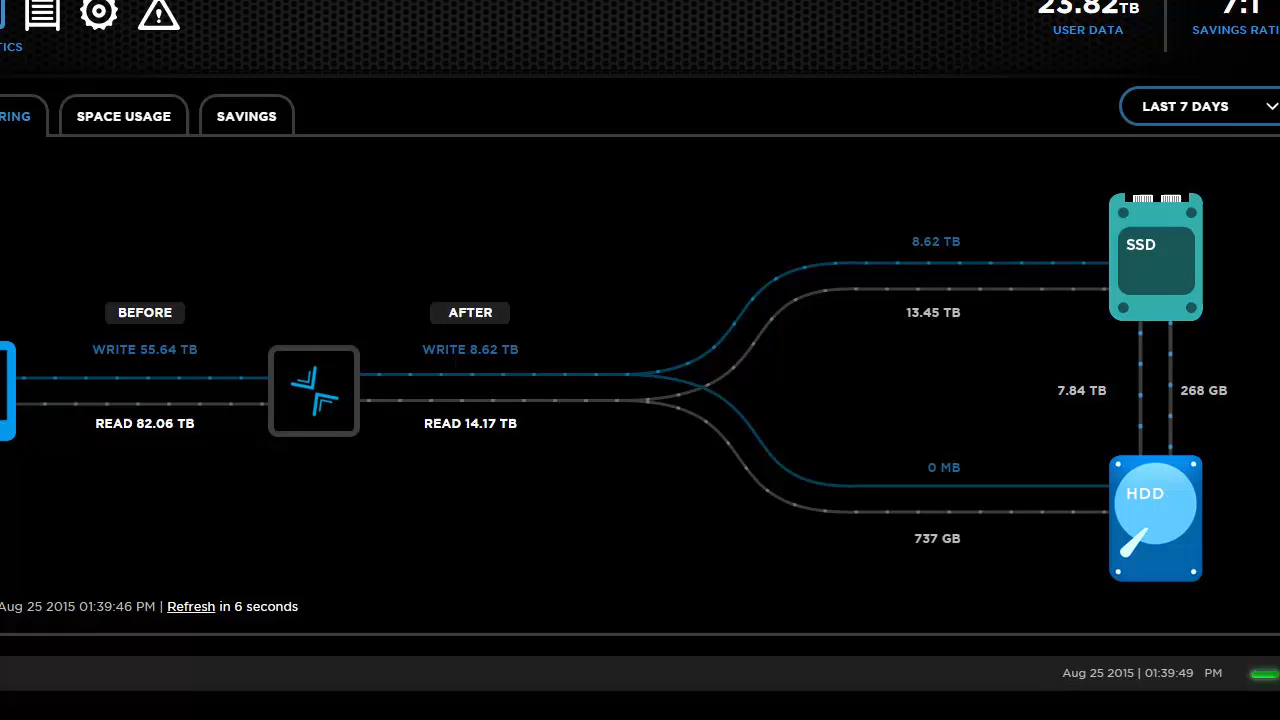 23.82TB
USER DATA
7:1
SAVINGS RATI
TICS
RING
SPACE USAGE
SAVINGS
LAST 7 DAYS
8.62 TB
SSD
BEFORE
AFTER
13.45 TB
WRITE 55.64 TB
WRITE 8.62 TB
7.84 TB
268 GB
READ 82.06 TB
READ 14.17 TB
0 MB
HDD
737 GB
Aug 25 2015 01:39:46 PM | Refresh in 6 seconds
Aug 25 2015 | 01:39:49 PM